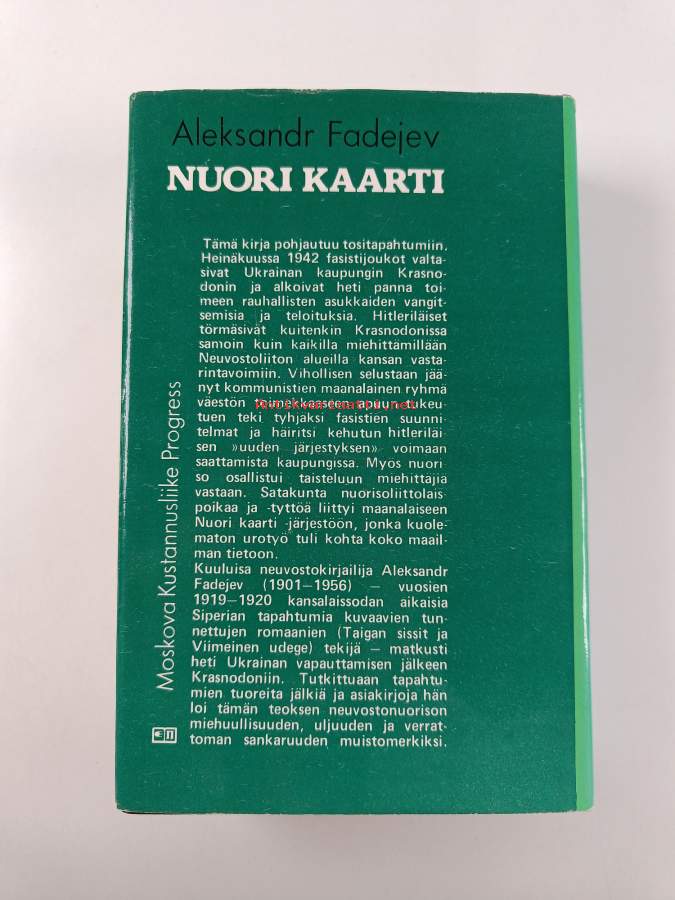 Aleksandr Fadejev
NUORI KAARTI
Tämä kirja pohjautuu tositapahtumiin.
Heinäkuussa 1942 fasistijoukot valta-
sivat Ukrainan kaupungin Krasno-
donin ja alkoivat heti panna toi-
meen rauhallisten asukkaiden vangit-
semisia ja teloituksia. Hitleriläiset
törmäsivät kuitenkin Krasnodonissa
samoin kuin kaikilla miehittämillään
Neuvostoliiton alueilla kansan vasta-
rintavoimiin. Vihollisen selustaan jää-
nyt kommunistien maanalainen ryhmä
väestön toimekkaaseen apuun tukeu-
tuen teki tyhjäksi fasistien suunni-
telmat ja häiritsi kehutun hitleriläi-
sen »uuden järjestyksen» voimaan
saattamista kaupungissa. Myös nuori-
so osallistui taisteluun miehittäjiä
vastaan. Satakunta nuorisoliittolais-
poikaa ja -tyttöä liittyi maanalaiseen
Nuori kaarti -järjestöön, jonka kuole-
maton urotyö tuli kohta koko maail-
man tietoon.
Kuuluisa neuvostokirjailija Aleksandr
Fadejev (1901–1956) – vuosien
1919–1920 kansalaissodan aikaisia
Siperian tapahtumia kuvaavien tun-
nettujen romaanien (Taigan sissit ja
Viimeinen udege) tekijä – matkusti
heti Ukrainan vapauttamisen jälkeen
Krasnodoniin. Tutkittuaan tapahtu-
mien tuoreita jälkiä ja asiakirjoja hän
loi tämän teoksen neuvostonuorison
miehuullisuuden, uljuuden ja verrat-
toman sankaruuden muistomerkiksi.
Moskova Kustannusliike Progress
Antikvariaatti.net